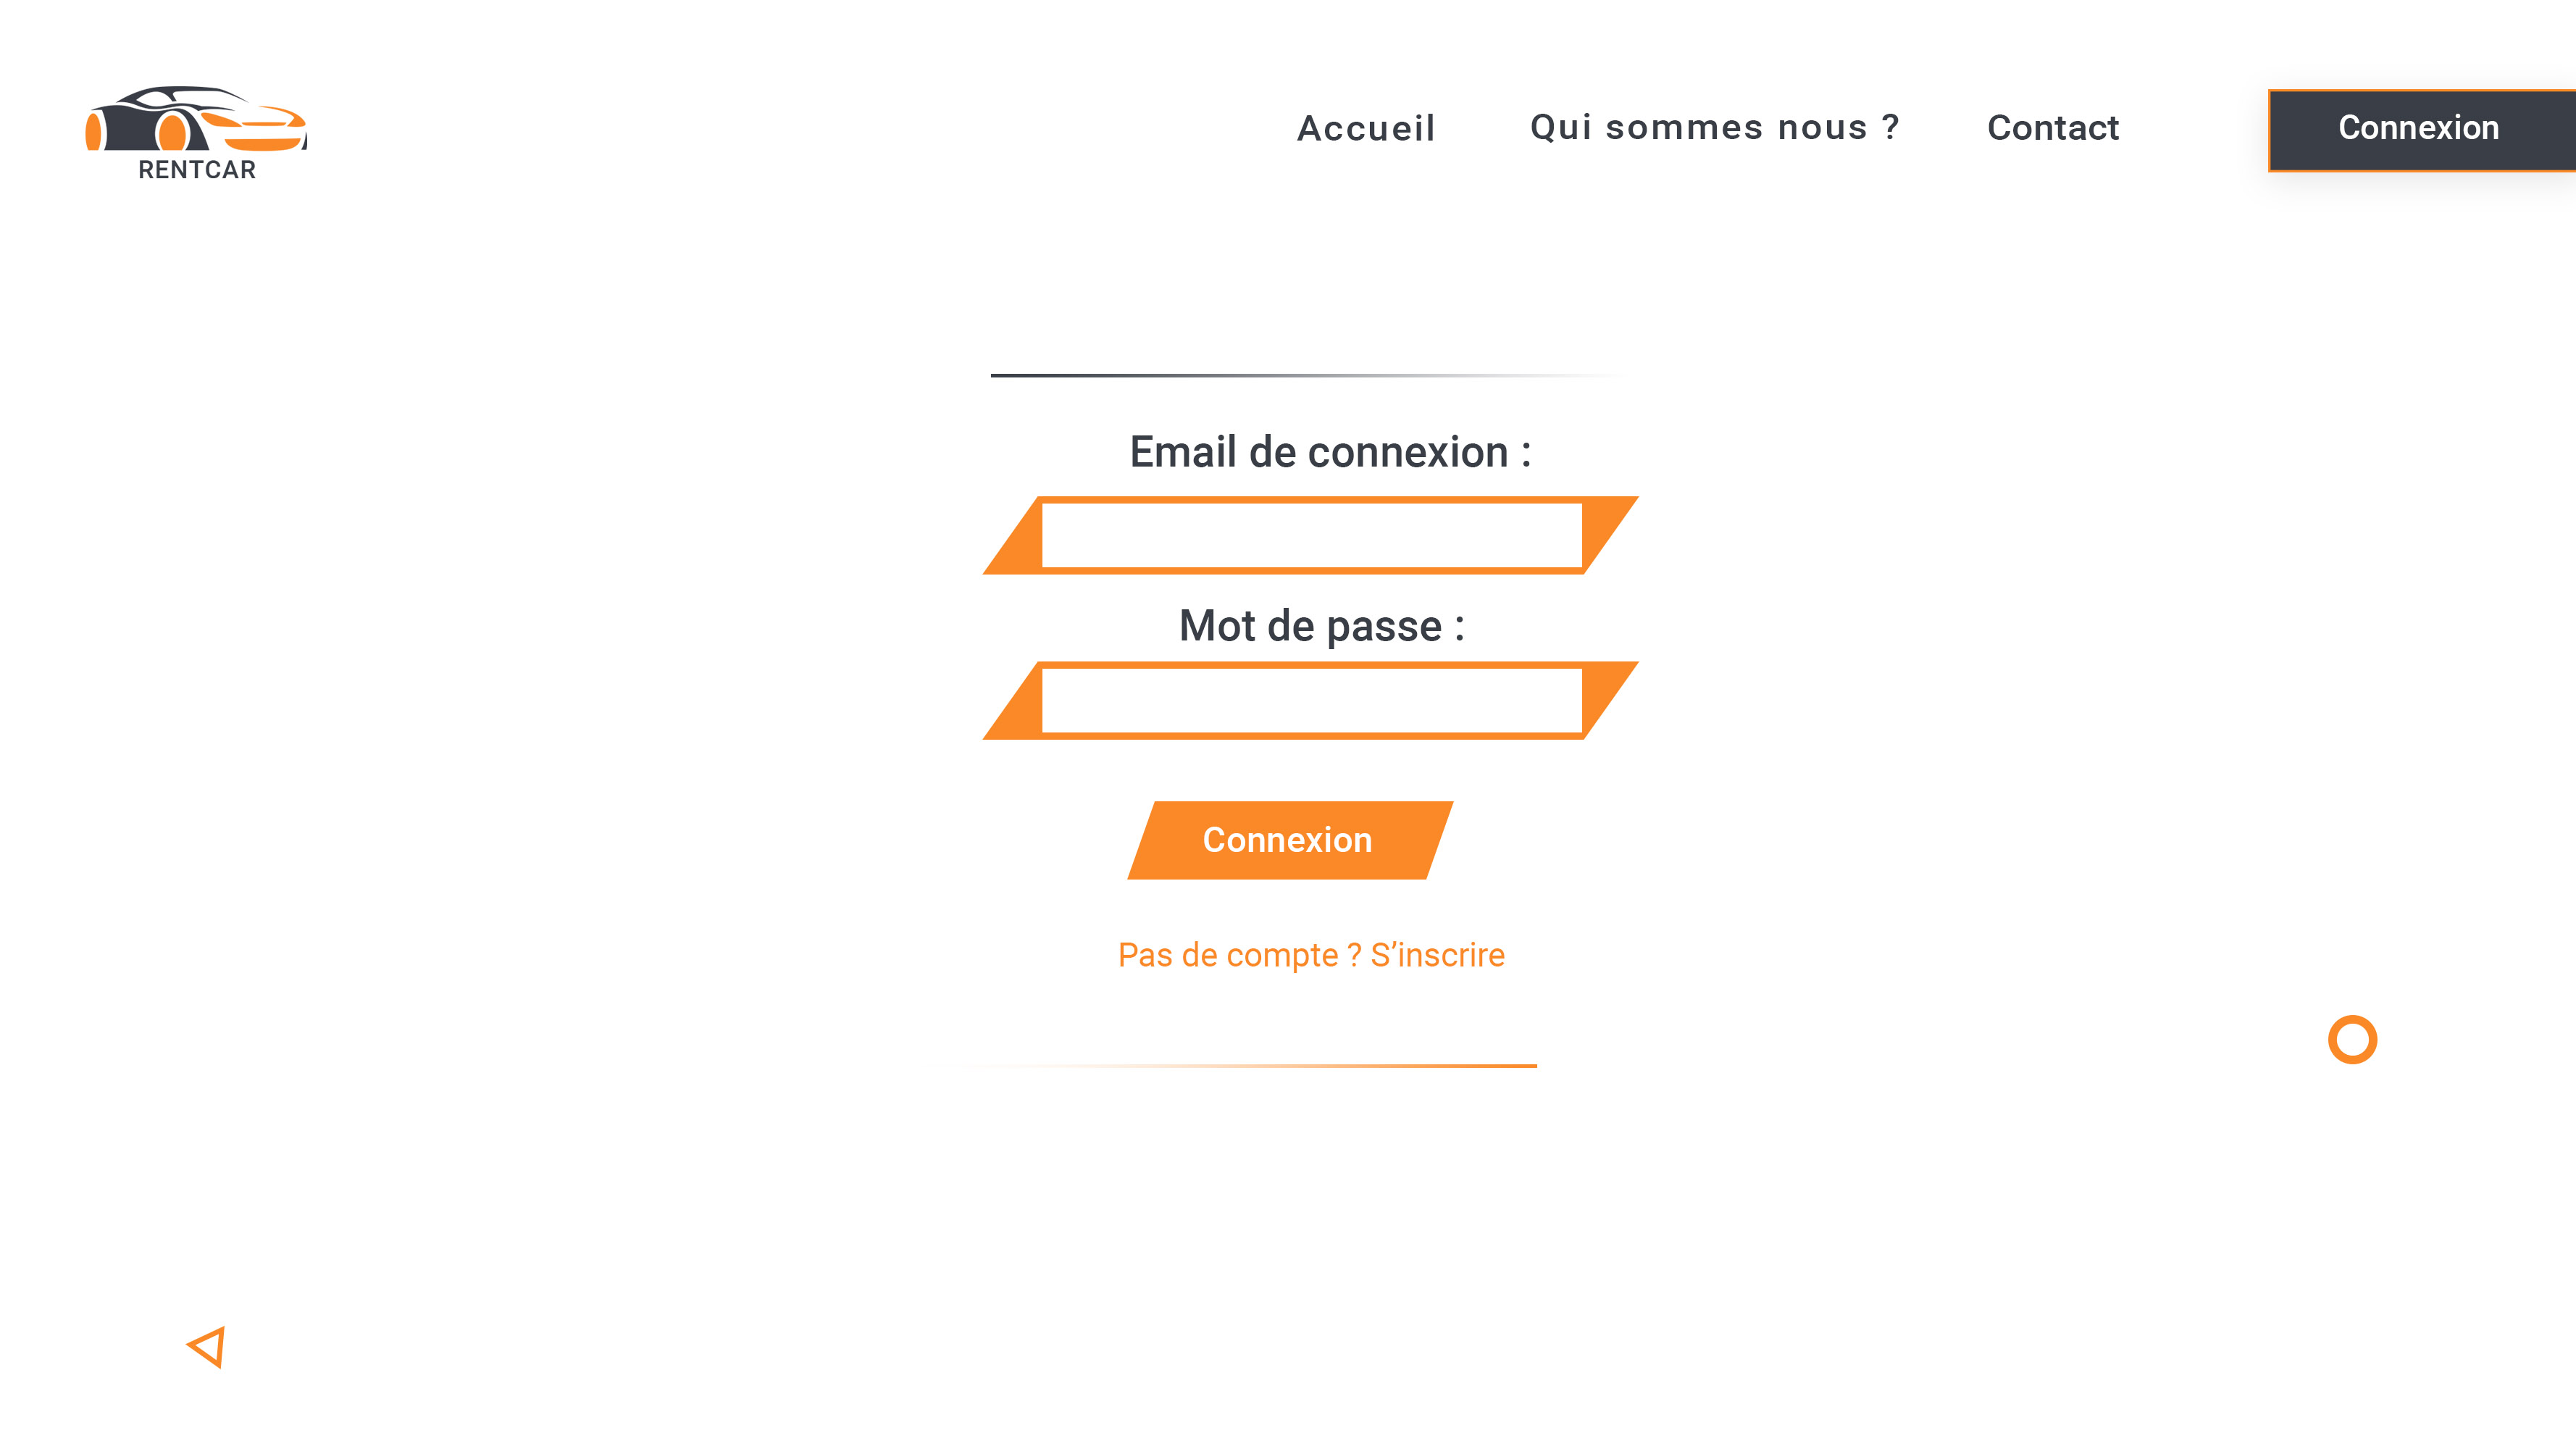 RENTCAR
Accueil
Qui sommes nous ?
Contact
Connexion
Email de connexion :
Mot de passe :
Connexion
Pas de compte ? S’inscrire